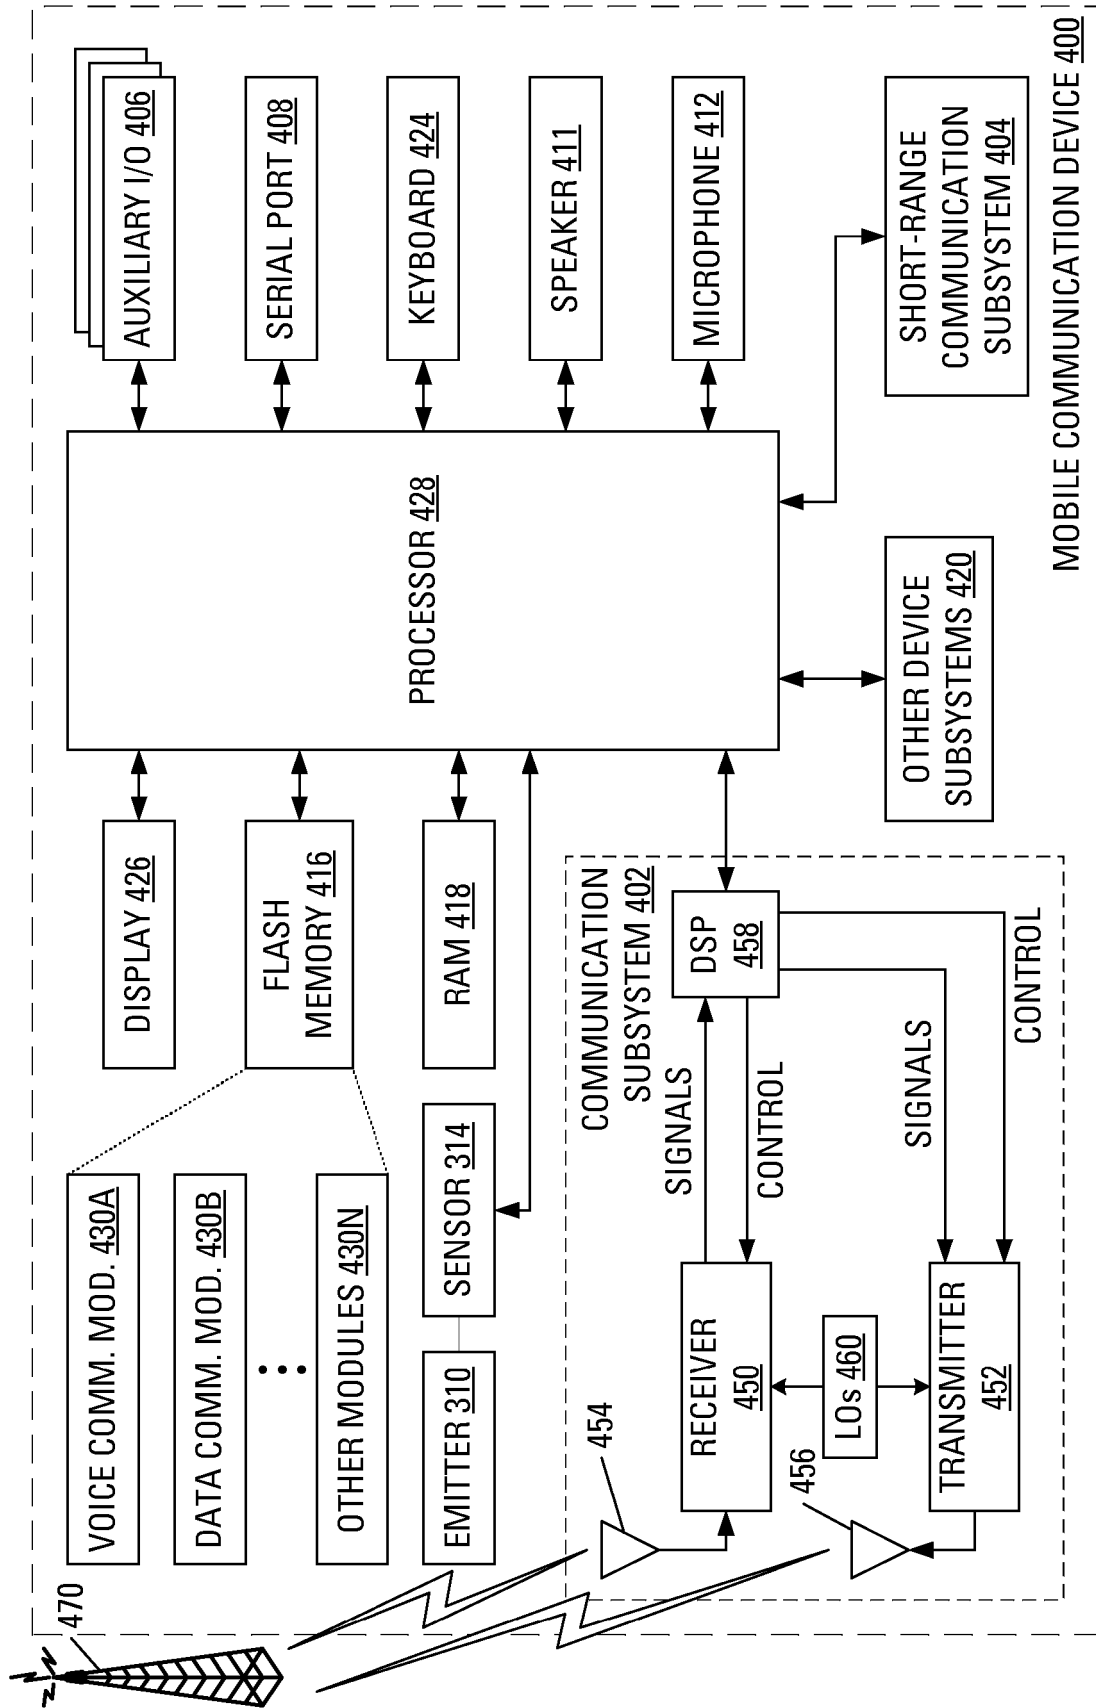 470
VOICE COMM. MOD. 430A
DATA COMM. MOD. 430B
OTHER MODULES 430N
EMITTER 310
SENSOR 314
DISPLAY 426
FLASH
MEMORY 416
RAM 418
PROCESSOR 428
AUXILIARY I/O 406
SERIAL PORT 408
KEYBOARD 424
SPEAKER 411
MICROPHONE 412
SHORT-RANGE
COMMUNICATION
SUBSYSTEM 404
OTHER DEVICE
SUBSYSTEMS 420
COMMUNICATION
SUBSYSTEM 402
DSP
458
SIGNALS
CONTROL
SIGNALS
CONTROL
454
RECEIVER
450
LOs 460
456
TRANSMITTER
452
MOBILE COMMUNICATION DEVICE 400